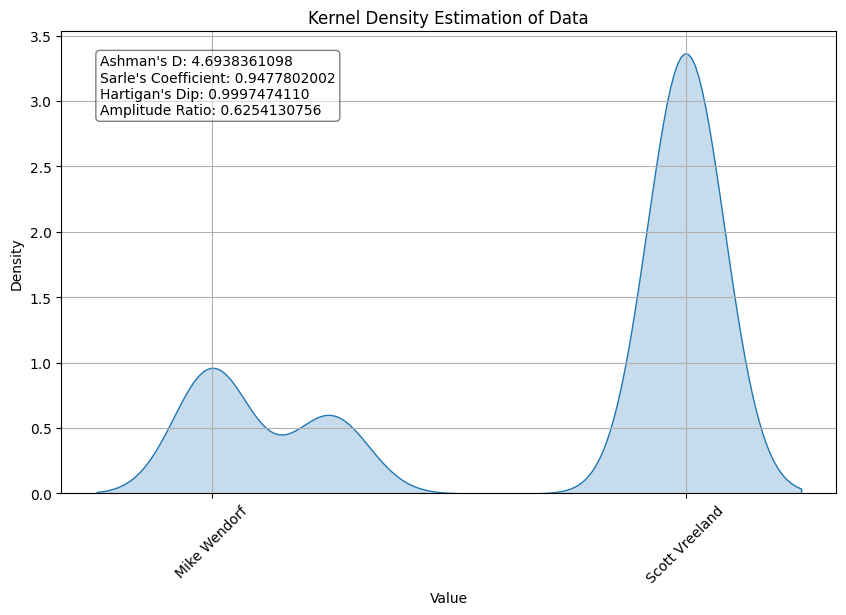 Kernel Density Estimation of Data
Ashman's D: 4.6938361098
Sarle's Coefficient: 0.9477802002
Hartigan's Dip: 0.9997474110
Amplitude Ratio: 0.6254130756
3.5
3.0
2.5
2.0
1.5
1.0
0.5
0.0
Density
Mike Wendorf
Scott Vreeland
Value